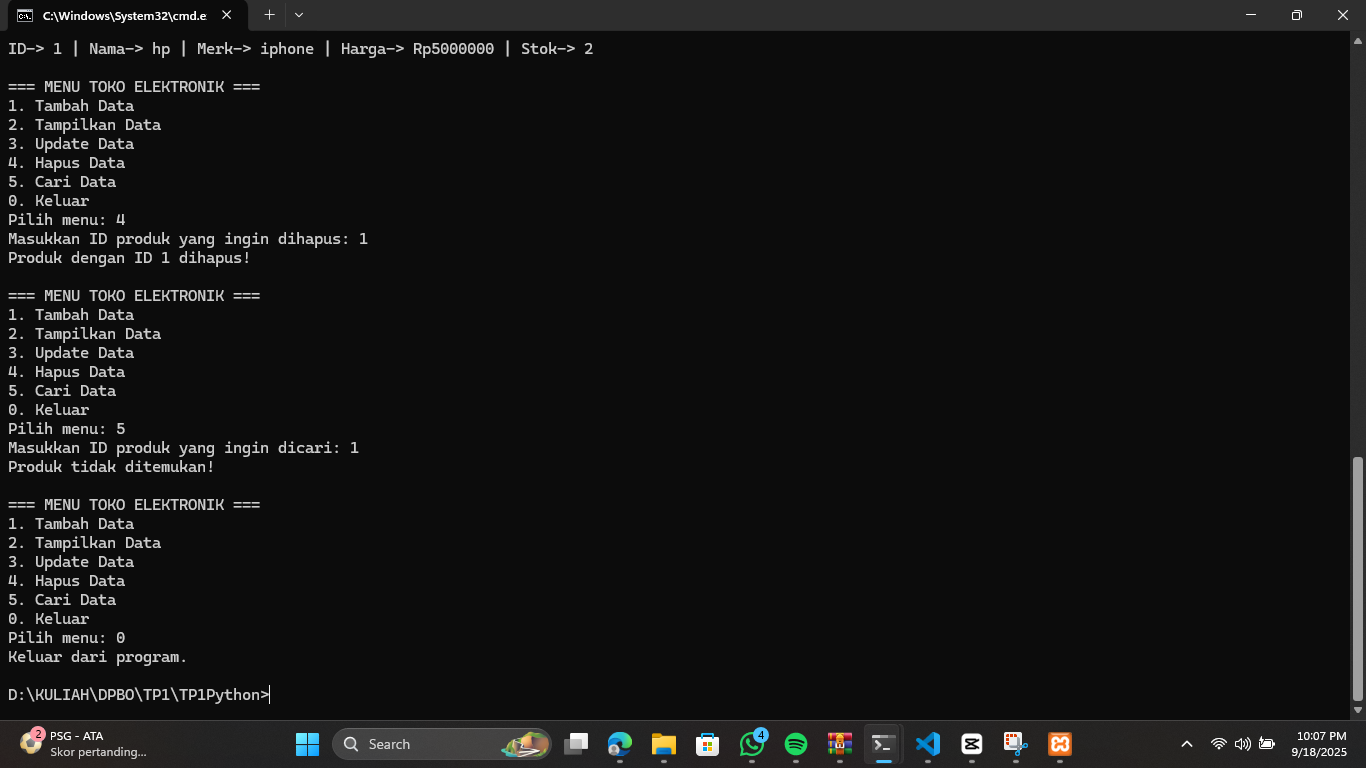 C:\Windows\System32\cmd.e
ID-> 1 | Nama-> hp | Merk-> iphone | Harga-> Rp5000000 | Stok-> 2
=== MENU TOKO ELEKTRONIK ===
1. Tambah Data
2. Tampilkan Data
3. Update Data
4. Hapus Data
5. Cari Data
0. Keluar
Pilih menu: 4
Masukkan ID produk yang ingin dihapus: 1
Produk dengan ID 1 dihapus!
=== MENU TOKO ELEKTRONIK ===
1. Tambah Data
2. Tampilkan Data
3. Update Data
4. Hapus Data
5. Cari Data
0. Keluar
Pilih menu: 5
Masukkan ID produk yang ingin dicari: 1
Produk tidak ditemukan!
=== MENU TOKO ELEKTRONIK ===
1. Tambah Data
2. Tampilkan Data
3. Update Data
4. Hapus Data
5. Cari Data
0. Keluar
Pilih menu: 0
Keluar dari program.
D:\KULIAH\DPBO\TP1\TP1Python>
2
PSG - ATA
Skor pertanding...
Search
4
10:07 PM
9/18/2025